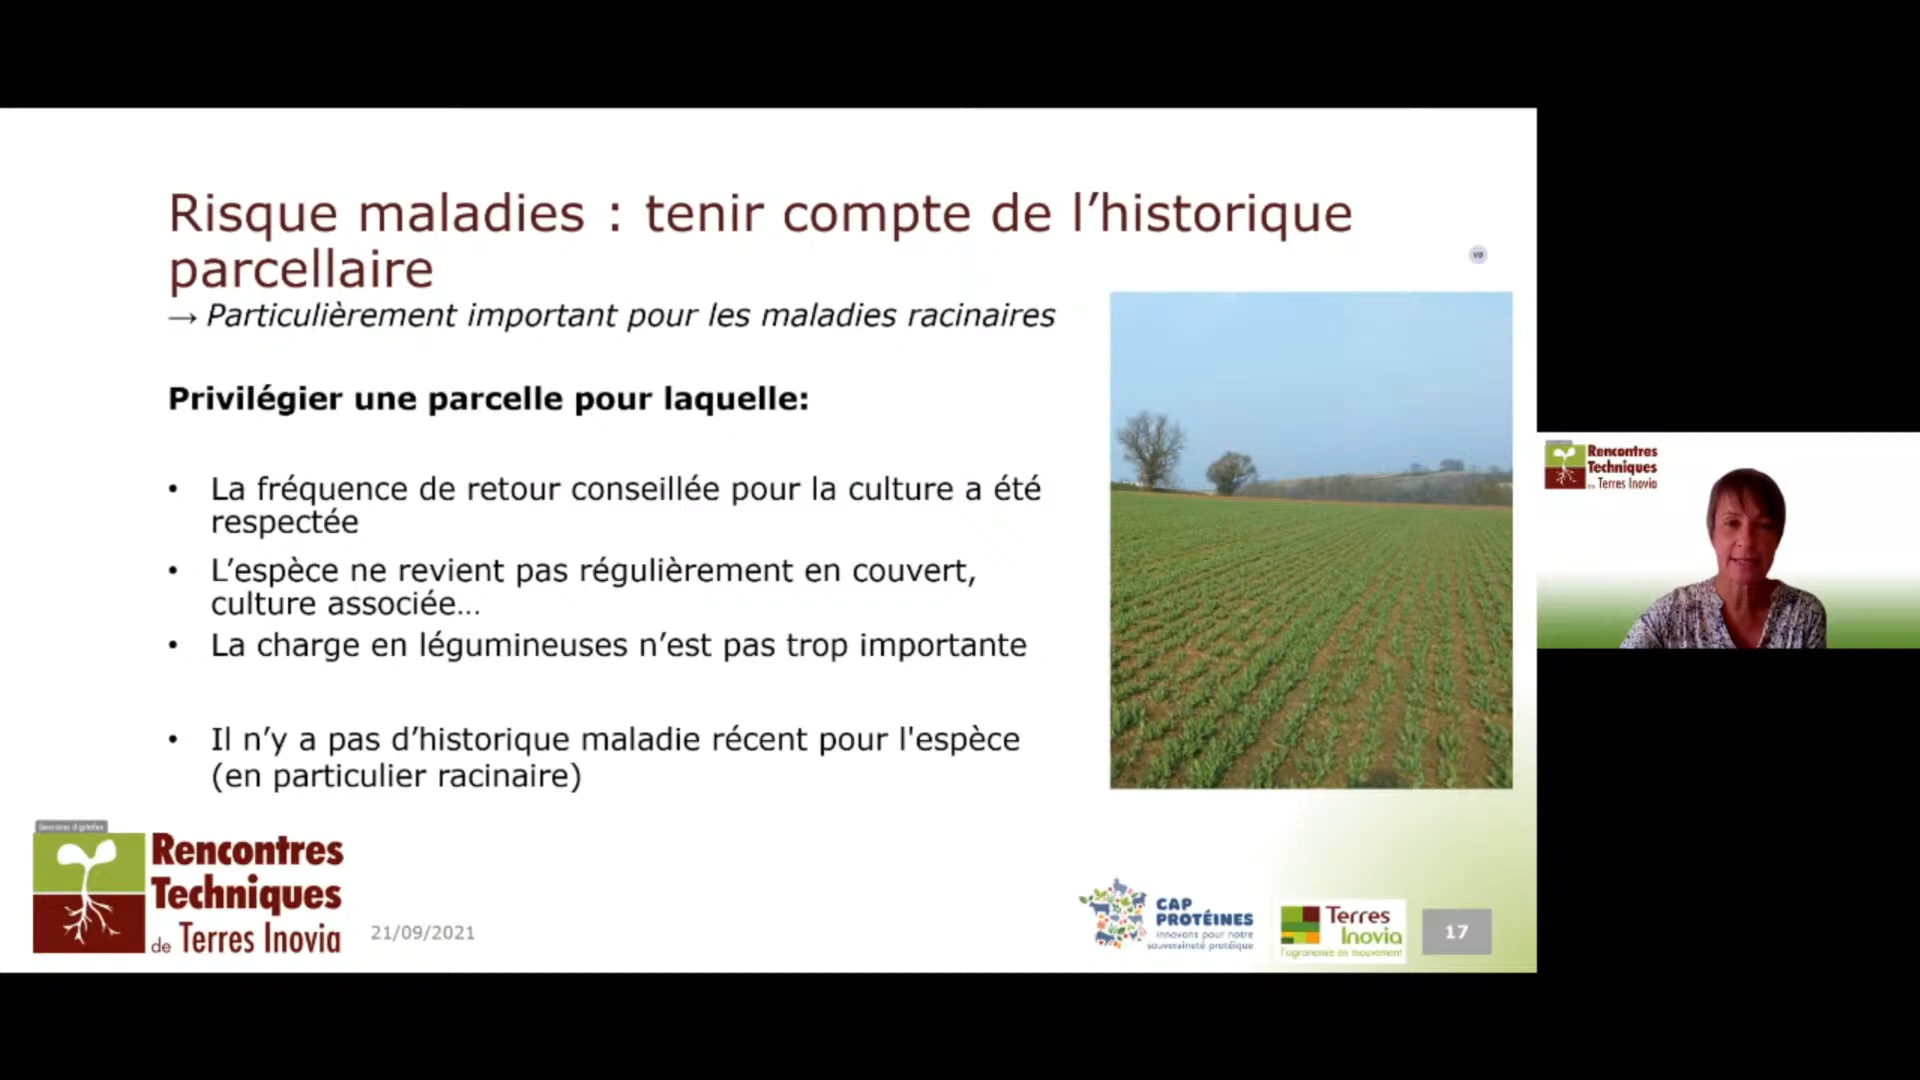 Risque maladies : tenir compte de l’historique
parcellaire
VS
→ Particulièrement important pour les maladies racinaires
Privilégier une parcelle pour laquelle:
• La fréquence de retour conseillée pour la culture a été
respectée
• L’espèce ne revient pas régulièrement en couvert,
culture associée...
• La charge en légumineuses n’est pas trop importante
• Il n’y a pas d’historique maladie récent pour l'espèce
(en particulier racinaire)
Sessions digitales
Rencontres
Techniques
de Terres Inovia
21/09/2021
CAP
PROTÉINES
innovons pour notre
souveraineté protéique
Terres
Inovia
l'agronomie en mouvement
17
Rencontres
Techniques
de Terres Inovia